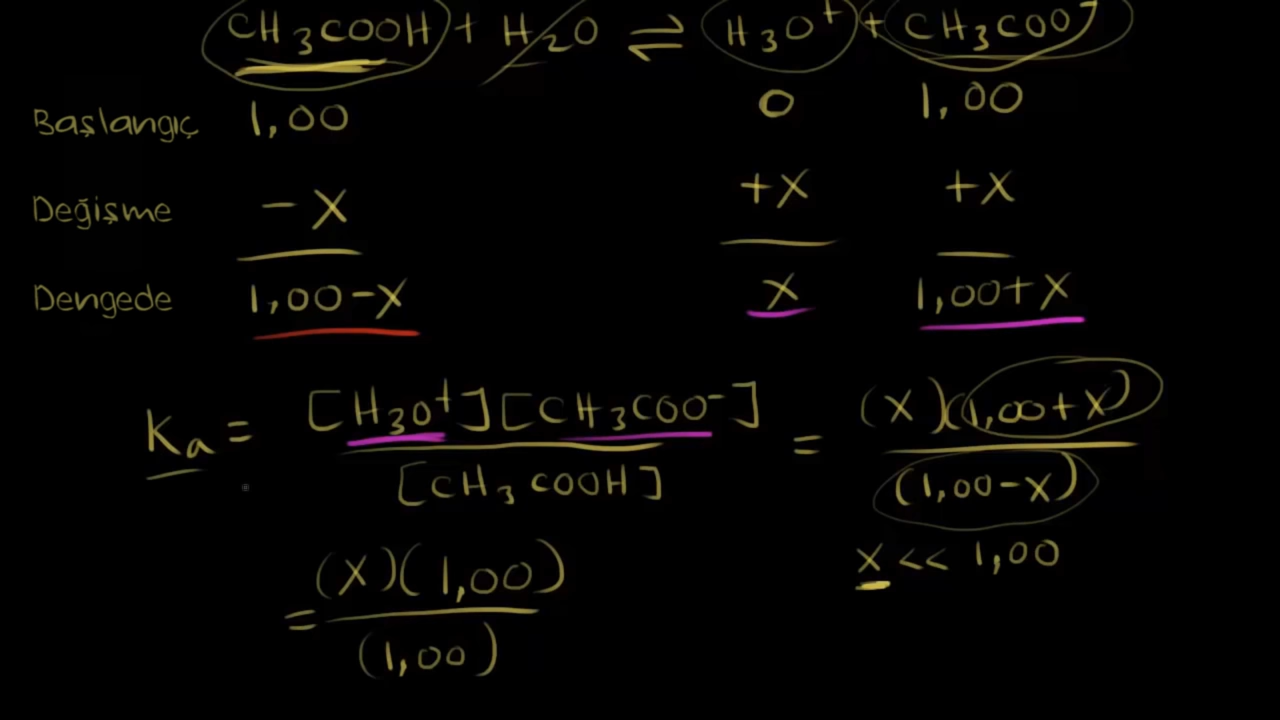 CH3COOH + H2O ⇌ H3O+ + CH3COO-
Başlangıç 1,00 0 1,00
Değişme -X +X +X
Dengede 1,00-X X 1,00+X
Ka = [H3O+][CH3COO-] / [CH3COOH] = (X)(1,00+X) / (1,00-X)
X << 1,00
= (X)(1,00) / (1,00)